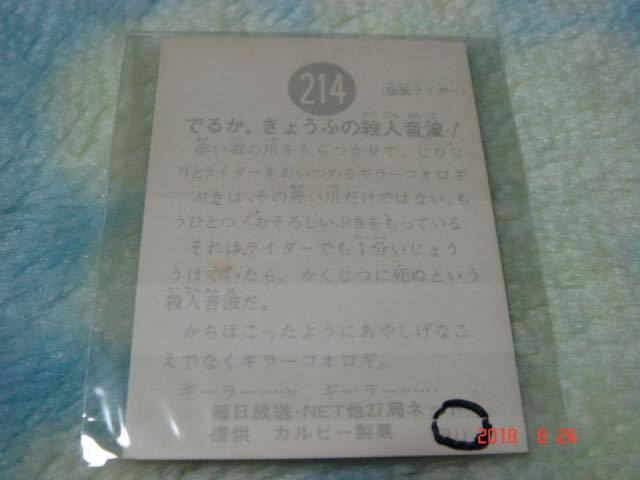 214
(仮面ライダー)
でるか。きょうふの殺人音波!
赤い毒の爪をちらつかせて、じりじ
りとライダーをおいつめるギラーコオロギ
ぶきは、その赤い爪だけではない。も
うひとつ おそろしいぶきをもっている
それはライダーでも1分いじょう
うけていたら、かくじつに死ぬという
殺人音波だ。
かちほこったようにあやしげなこ
えでなくギラーコオロギ。
ギーラー…… ギーラー……
毎日放送・NET他27局ネット
提供 カルビー製菓
2018 8 24